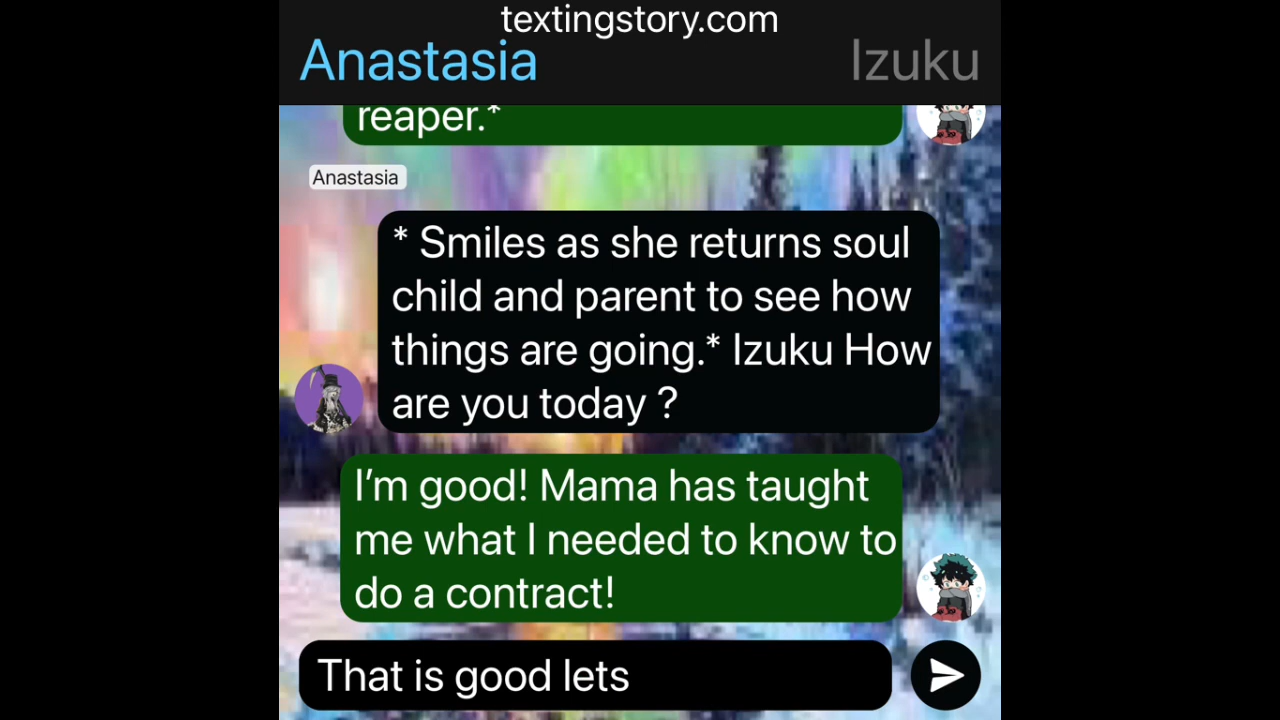 textingstory.com
Anastasia Izuku
reaper.*
Anastasia
* Smiles as she returns soul
child and parent to see how
things are going.* Izuku How
are you today ?
I’m good! Mama has taught
me what I needed to know to
do a contract!
That is good lets